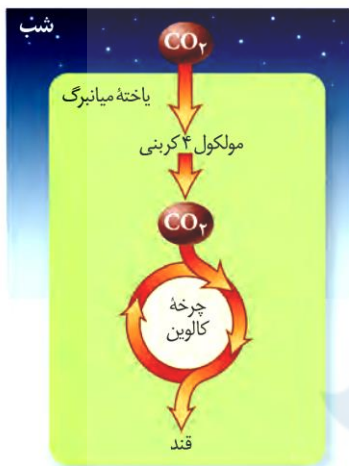 شب
CO۲
یاختهٔ میانبرگ
مولکول ۴ کربنی
CO۲
چرخهٔ
کالوین
قند